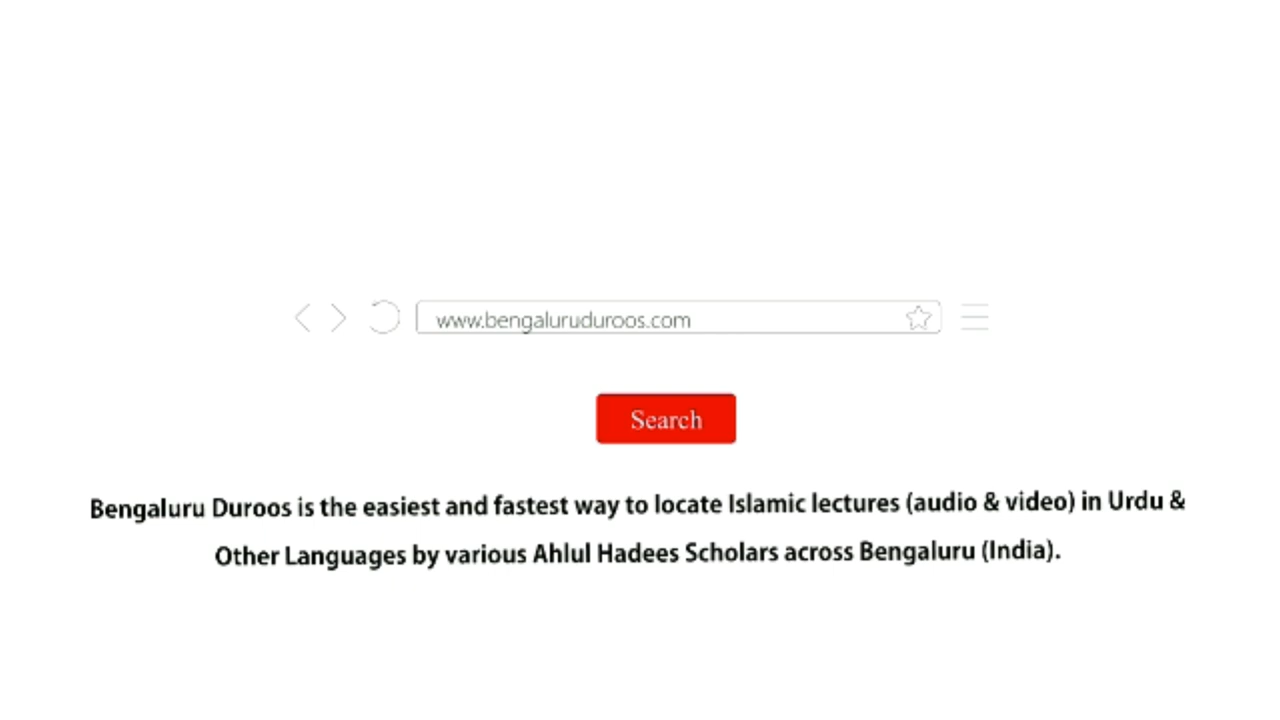 www.bengaluruduroos.com
Search
Bengaluru Duroos is the easiest and fastest way to locate Islamic lectures (audio & video) in Urdu &
Other Languages by various Ahlul Hadees Scholars across Bengaluru (India).